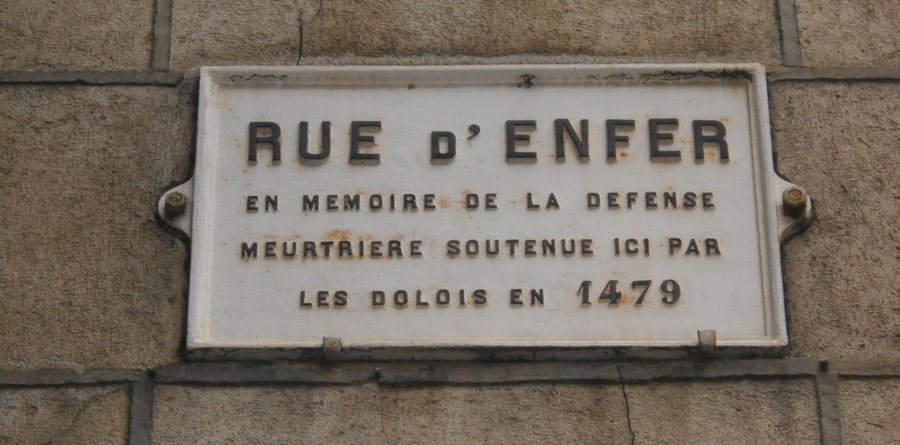 RUE D'ENFER
EN MEMOIRE DE LA DEFENSE
MEURTRIERE SOUTENUE ICI PAR
LES DOLOIS EN 1479